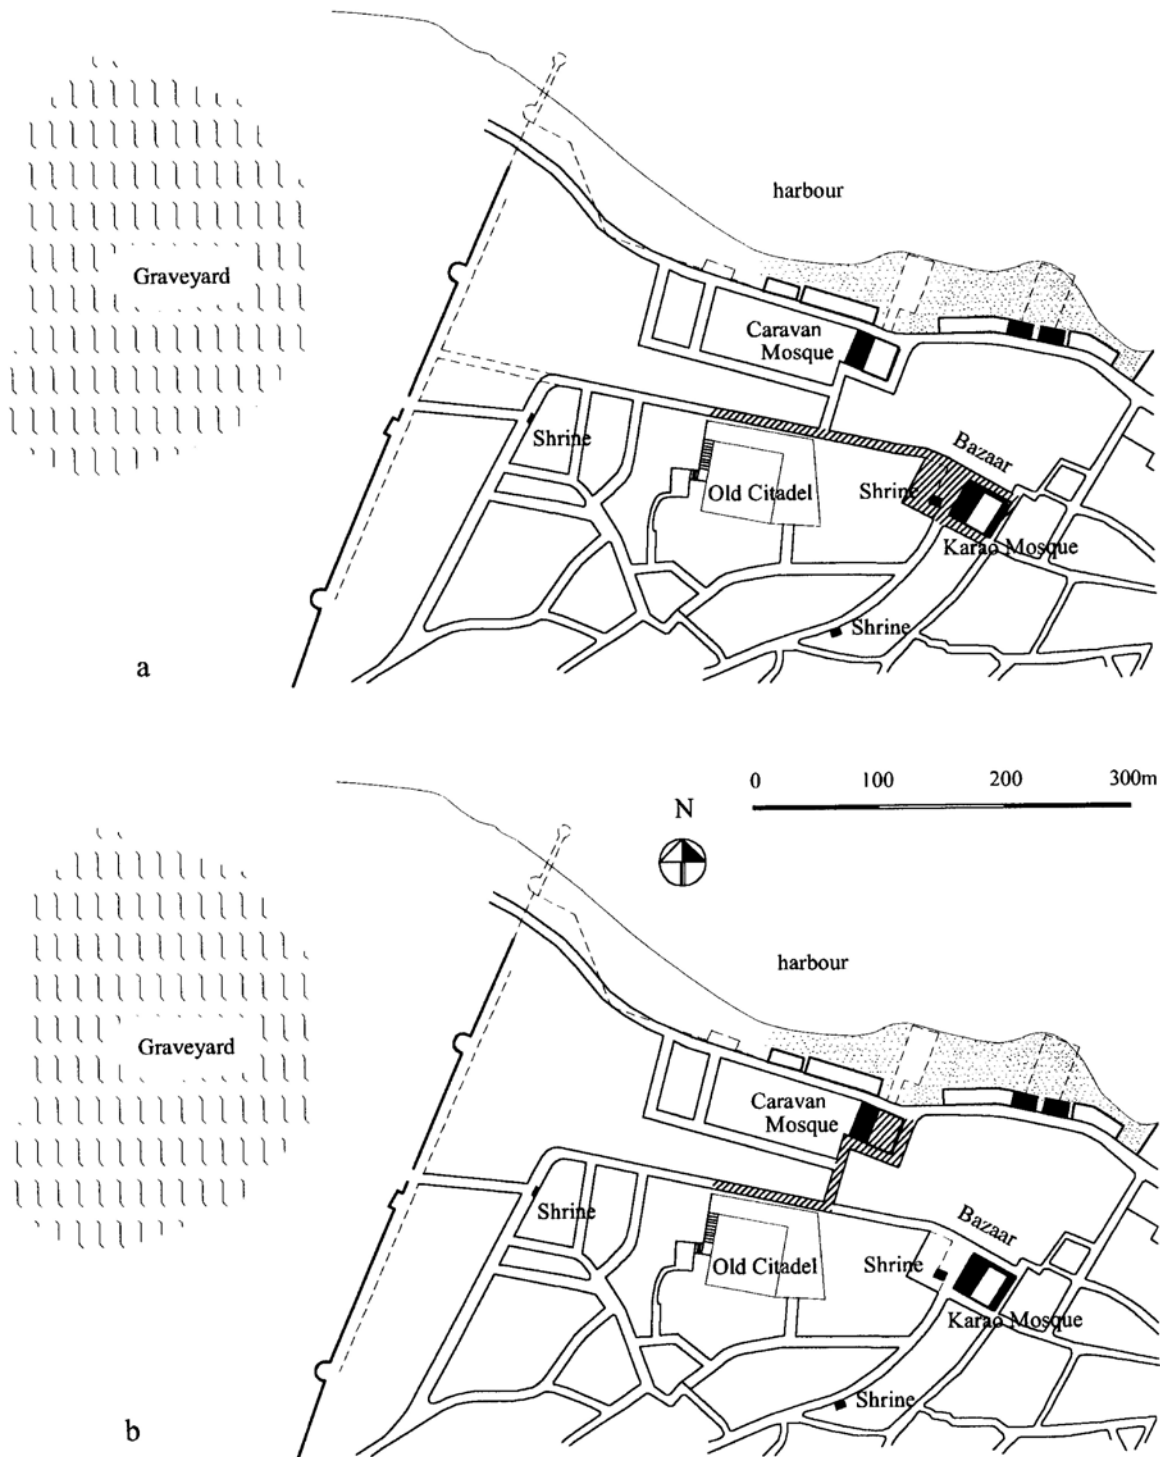 harbour
Graveyard
Caravan
Mosque
Shrine
Bazaar
Old Citadel
Shrine
Karao Mosque
Shrine
a
0 100 200 300m
N
harbour
Graveyard
Caravan
Mosque
Shrine
Bazaar
Old Citadel
Shrine
Karao Mosque
Shrine
b